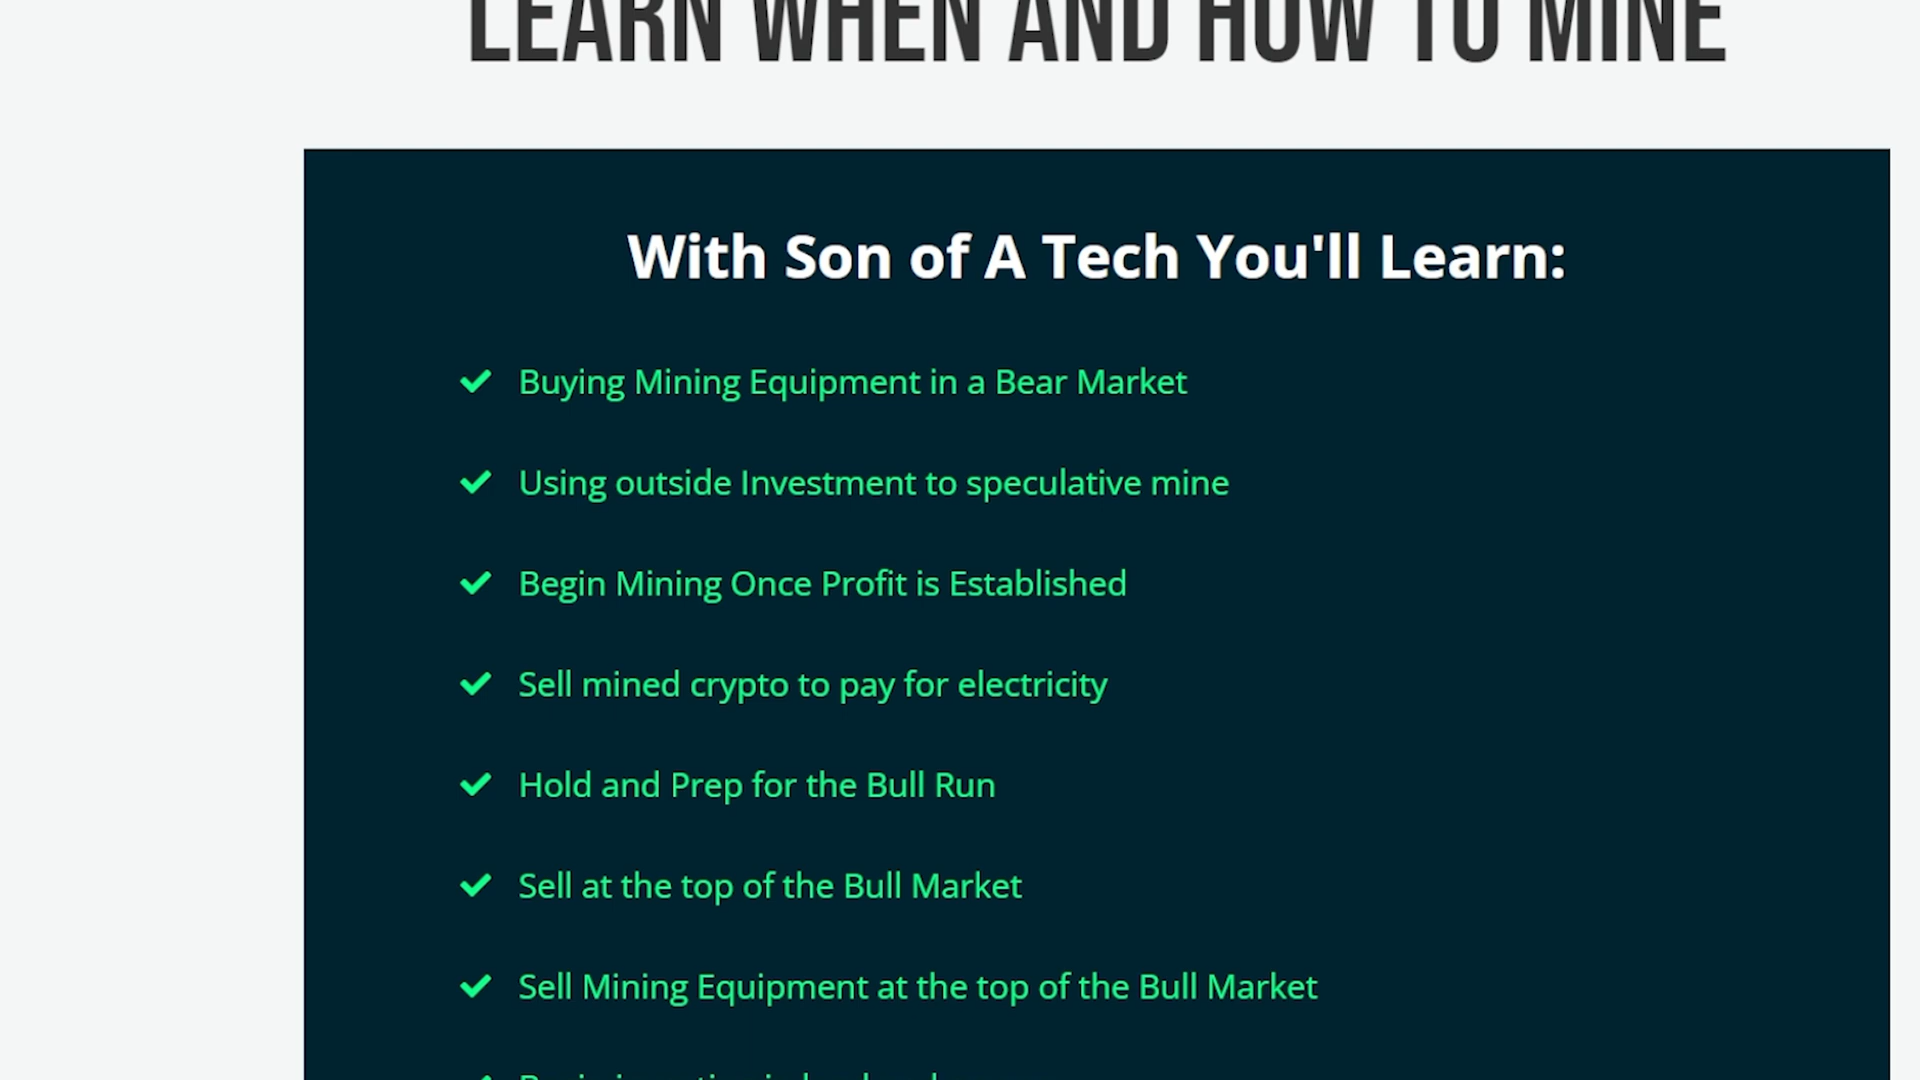 LEARN WHEN AND HOW TO MINE
With Son of A Tech You'll Learn:
Buying Mining Equipment in a Bear Market
Using outside Investment to speculative mine
Begin Mining Once Profit is Established
Sell mined crypto to pay for electricity
Hold and Prep for the Bull Run
Sell at the top of the Bull Market
Sell Mining Equipment at the top of the Bull Market